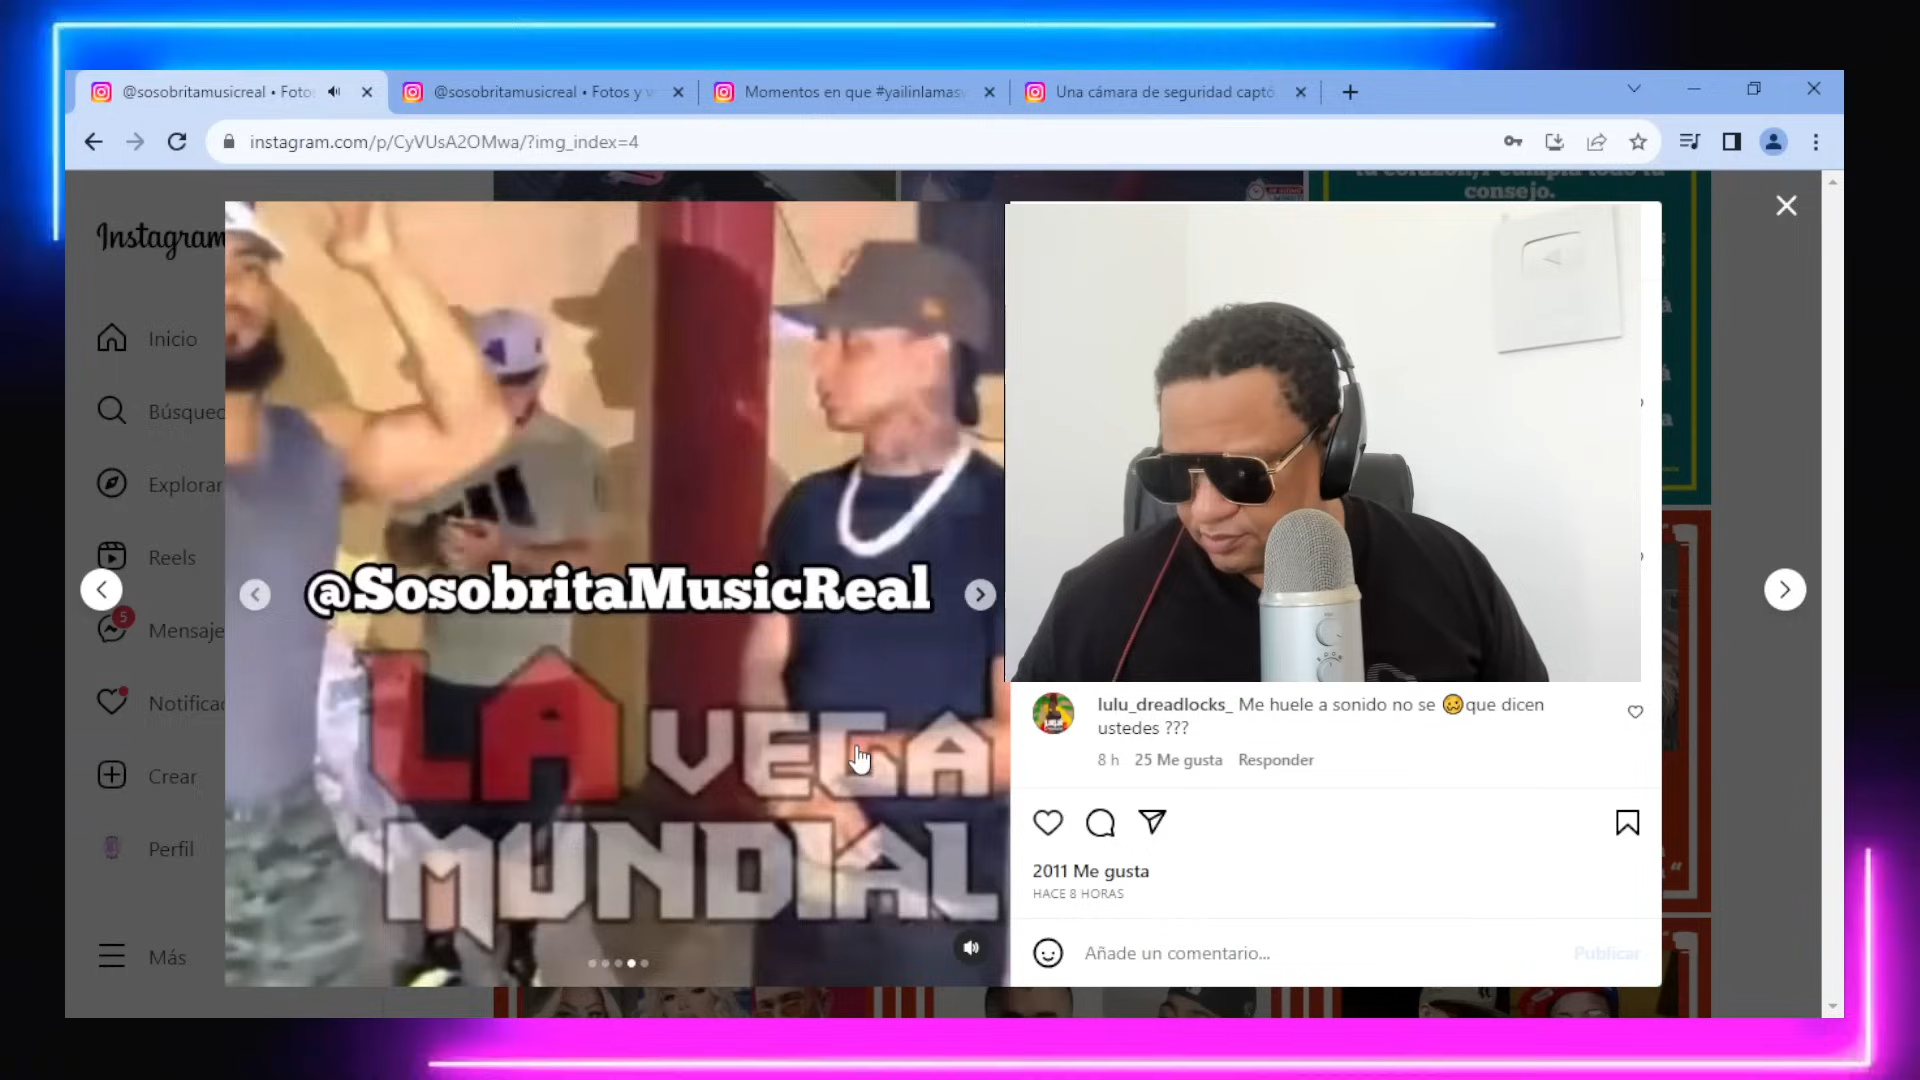 @sosobritamusicreal • Foto
@sosobritamusicreal • Fotos y v
Momentos en que #yailinlamas
Una cámara de seguridad captó
instagram.com/p/CyVUsA2OMwa/?img_index=4
consejo.
Instagram
Inicio
Búsqued
Explorar
Reels
5
Mensaje
Notificac
Crear
Perfil
Más
@SosobritaMusicReal
LA VEGA
MUNDIAL
lulu_dreadlocks_ Me huele a sonido no se 🥴que dicen
ustedes ???
8 h 25 Me gusta Responder
2011 Me gusta
HACE 8 HORAS
Añade un comentario...
Publicar